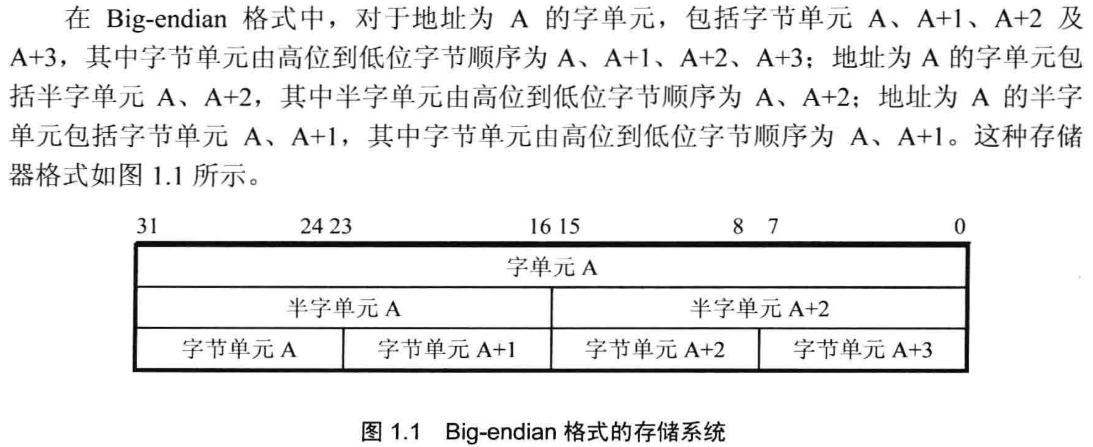 在 Big-endian 格式中，对于地址为 A 的字单元，包括字节单元 A、A+1、A+2 及
A+3，其中字节单元由高位到低位字节顺序为 A、A+1、A+2、A+3；地址为 A 的字单元包
括半字单元 A、A+2，其中半字单元由高位到低位字节顺序为 A、A+2；地址为 A 的半字
单元包括字节单元 A、A+1，其中字节单元由高位到低位字节顺序为 A、A+1。这种存储
器格式如图 1.1 所示。
31 24 23 16 15 8 7 0
字单元 A
半字单元 A 半字单元 A+2
字节单元 A 字节单元 A+1 字节单元 A+2 字节单元 A+3
图 1.1 Big-endian 格式的存储系统